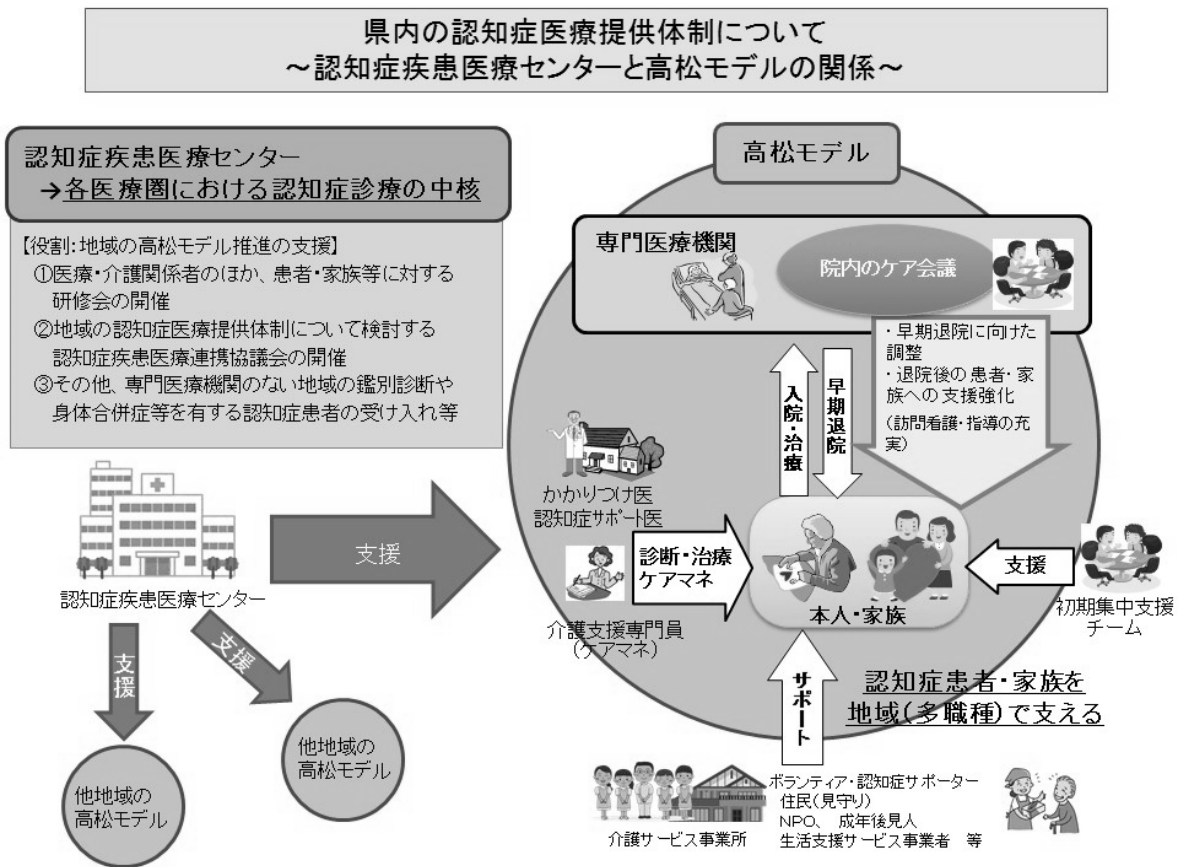 県内の認知症医療提供体制について
～認知症疾患医療センターと高松モデルの関係～
認知症疾患医療センター
→各医療圏における認知症診療の中核
【役割:地域の高松モデル推進の支援】
①医療・介護関係者のほか、患者・家族等に対する
研修会の開催
②地域の認知症医療提供体制について検討する
認知症疾患医療連携協議会の開催
③その他、専門医療機関のない地域の鑑別診断や
身体合併症等を有する認知症患者の受け入れ等
認知症疾患医療センター
支援
支援
支援
他地域の
高松モデル
他地域の
高松モデル
高松モデル
専門医療機関
院内のケア会議
・早期退院に向けた
調整
・退院後の患者・家
族への支援強化
(訪問看護・指導の充
実)
入院・治療
早期退院
かかりつけ医
認知症サポート医
診断・治療
ケアマネ
介護支援専門員
(ケアマネ)
本人・家族
支援
初期集中支援
チーム
サポート
認知症患者・家族を
地域(多職種)で支える
介護サービス事業所
ボランティア・認知症サポーター
住民(見守り)
NPO、 成年後見人
生活支援サービス事業者 等